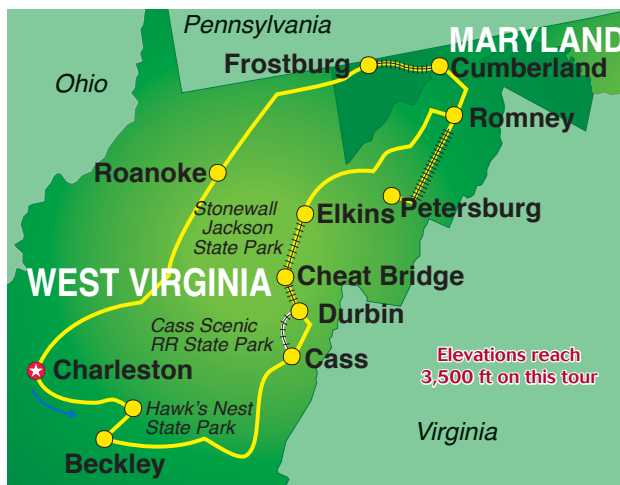 Pennsylvania
MARYLAND
Frostburg
Cumberland
Ohio
Romney
Roanoke
Stonewall
Jackson
State Park
Elkins
Petersburg
WEST VIRGINIA
Cheat Bridge
Durbin
Cass Scenic
RR State Park
Cass
Elevations reach
3,500 ft on this tour
Charleston
Hawk's Nest
State Park
Virginia
Beckley